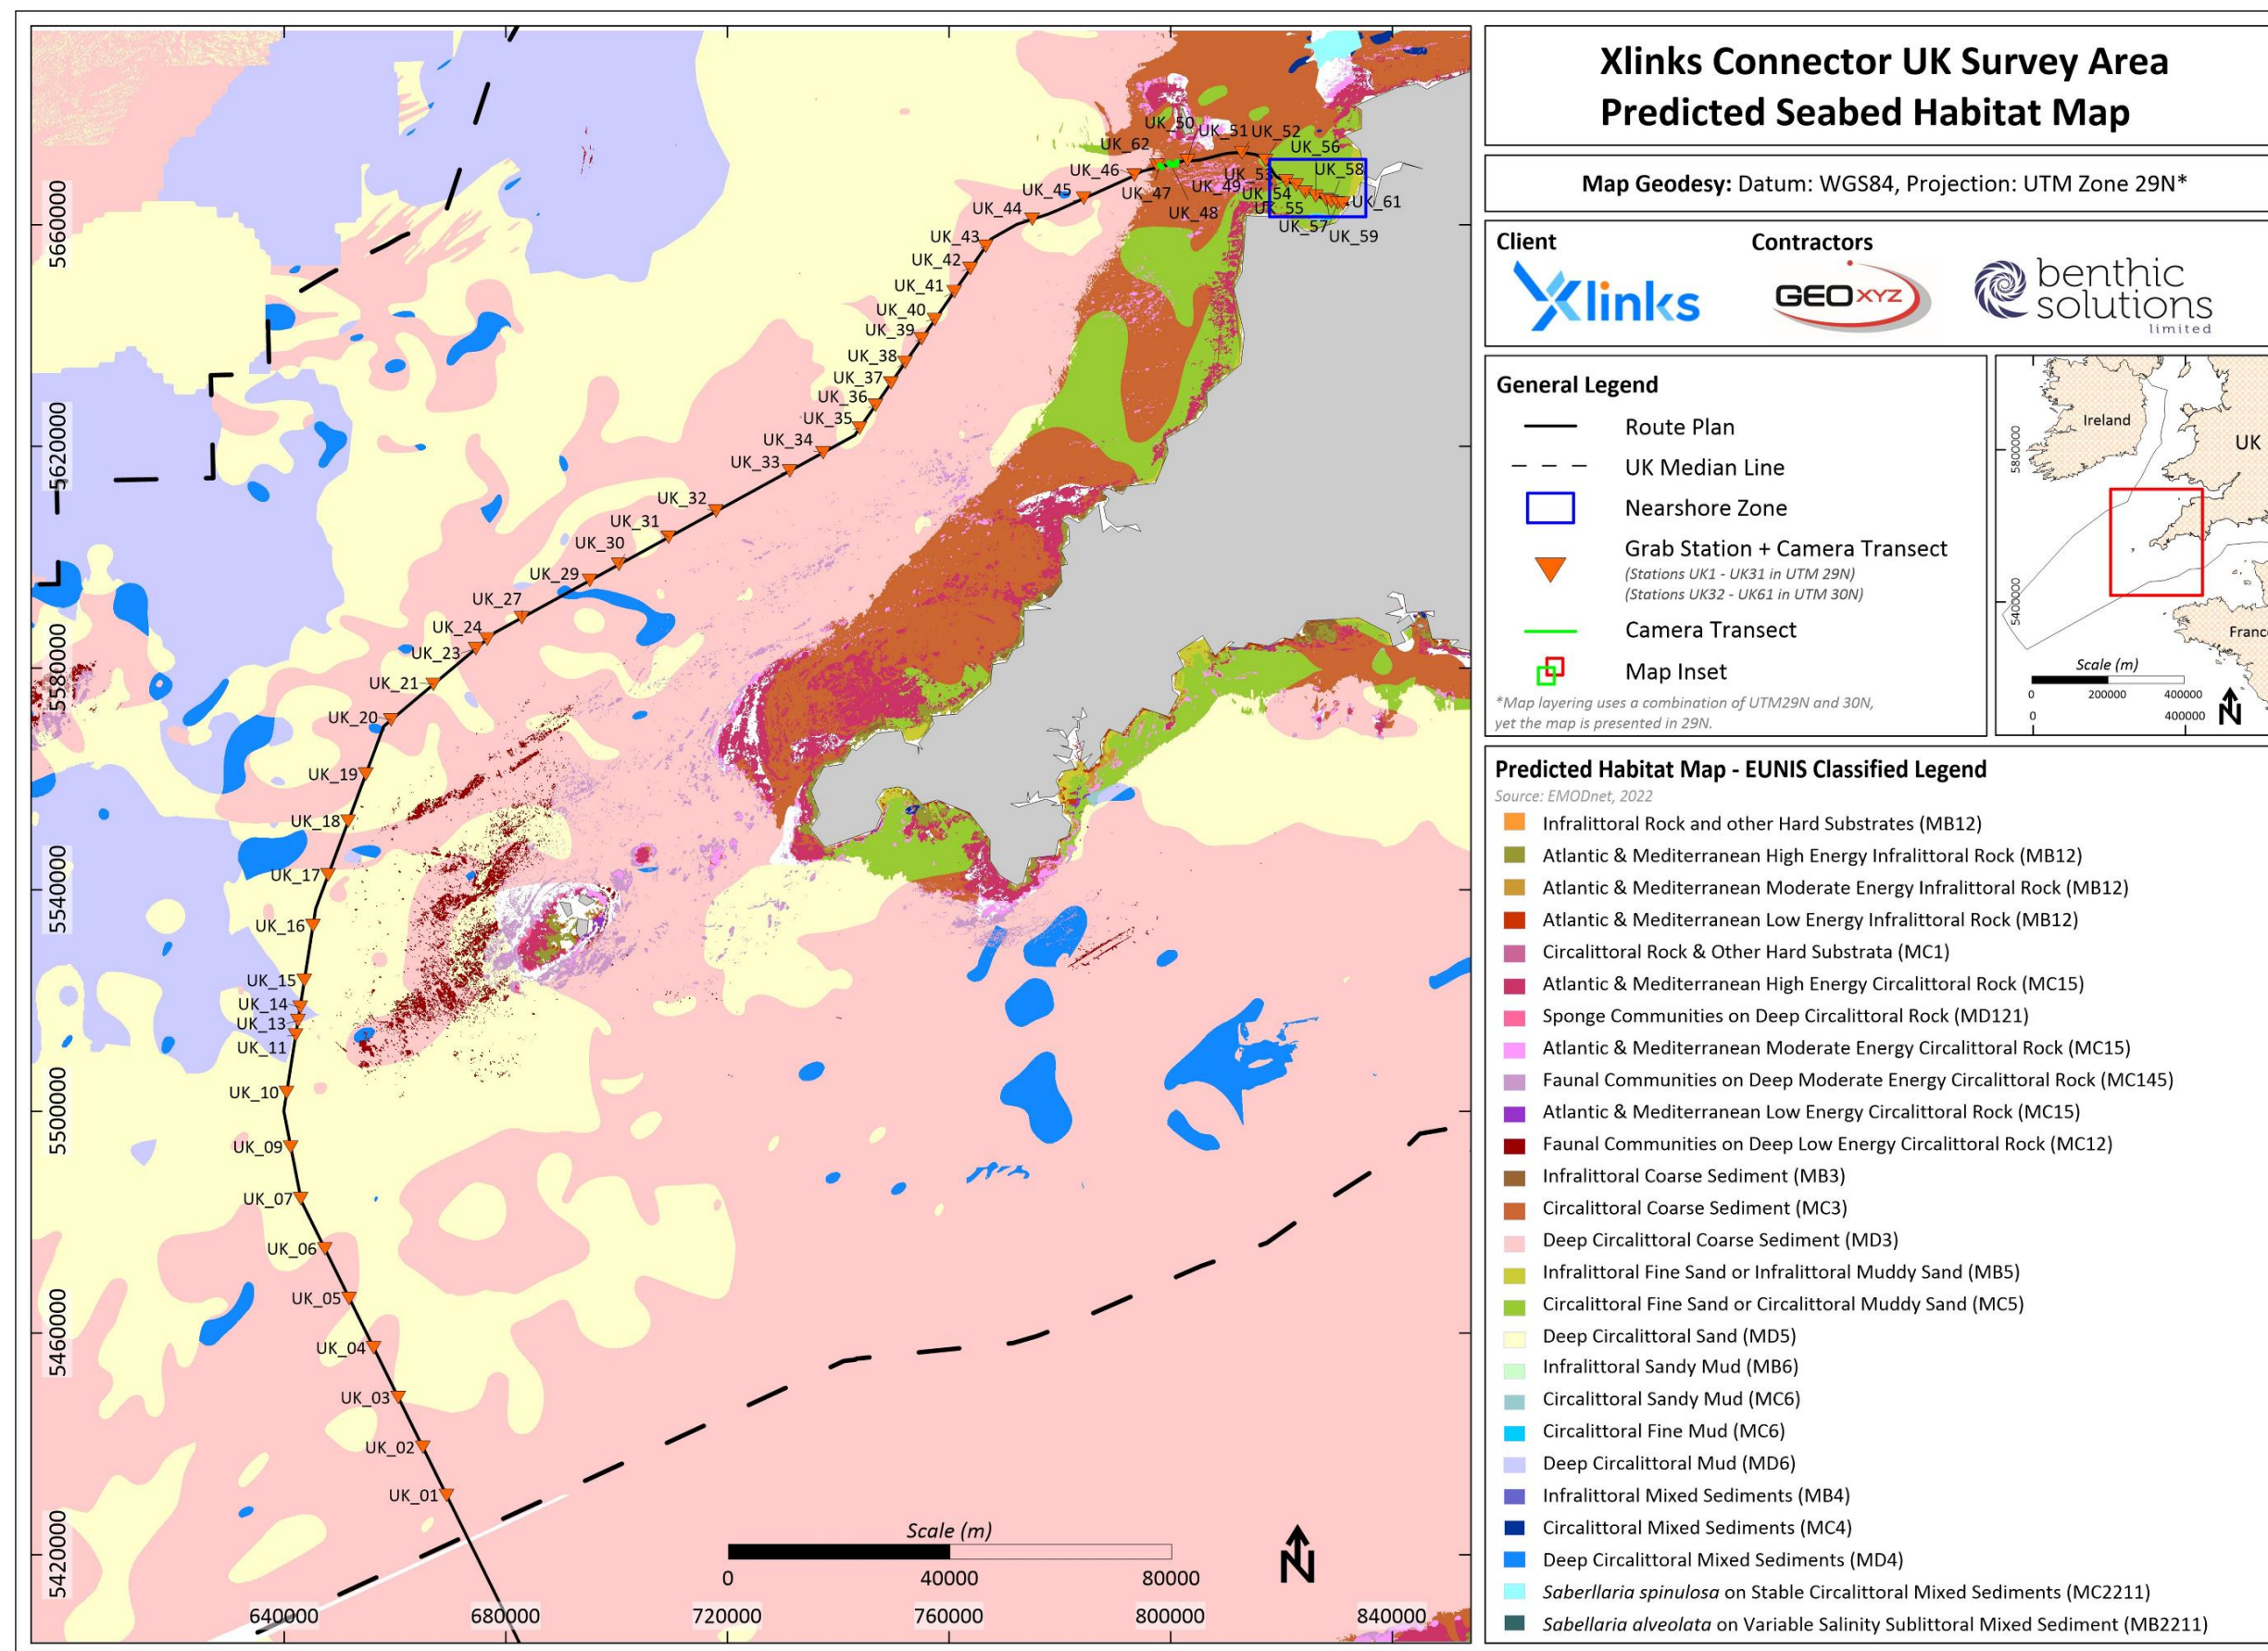 Xlinks Connector UK Survey Area
Predicted Seabed Habitat Map
Map Geodesy: Datum: WGS84, Projection: UTM Zone 29N*
Client
Contractors
Xlinks
GEO XYZ
benthic
solutions
limited
General Legend
Route Plan
UK Median Line
Nearshore Zone
Grab Station + Camera Transect
(Stations UK1 - UK31 in UTM 29N)
(Stations UK32 - UK61 in UTM 30N)
Camera Transect
Map Inset
*Map layering uses a combination of UTM29N and 30N,
yet the map is presented in 29N.
Ireland
UK
Franc
5800000
5400000
Scale (m)
0
200000
400000
0
400000
N
Predicted Habitat Map - EUNIS Classified Legend
Source: EMODnet, 2022
Infralittoral Rock and other Hard Substrates (MB12)
Atlantic & Mediterranean High Energy Infralittoral Rock (MB12)
Atlantic & Mediterranean Moderate Energy Infralittoral Rock (MB12)
Atlantic & Mediterranean Low Energy Infralittoral Rock (MB12)
Circalittoral Rock & Other Hard Substrata (MC1)
Atlantic & Mediterranean High Energy Circalittoral Rock (MC15)
Sponge Communities on Deep Circalittoral Rock (MD121)
Atlantic & Mediterranean Moderate Energy Circalittoral Rock (MC15)
Faunal Communities on Deep Moderate Energy Circalittoral Rock (MC145)
Atlantic & Mediterranean Low Energy Circalittoral Rock (MC15)
Faunal Communities on Deep Low Energy Circalittoral Rock (MC12)
Infralittoral Coarse Sediment (MB3)
Circalittoral Coarse Sediment (MC3)
Deep Circalittoral Coarse Sediment (MD3)
Infralittoral Fine Sand or Infralittoral Muddy Sand (MB5)
Circalittoral Fine Sand or Circalittoral Muddy Sand (MC5)
Deep Circalittoral Sand (MD5)
Infralittoral Sandy Mud (MB6)
Circalittoral Sandy Mud (MC6)
Circalittoral Fine Mud (MC6)
Deep Circalittoral Mud (MD6)
Infralittoral Mixed Sediments (MB4)
Circalittoral Mixed Sediments (MC4)
Deep Circalittoral Mixed Sediments (MD4)
Saberllaria spinulosa on Stable Circalittoral Mixed Sediments (MC2211)
Sabellaria alveolata on Variable Salinity Sublittoral Mixed Sediment (MB2211)
UK_50
UK_51
UK_52
UK_62
UK_56
UK_46
UK_58
UK_53
UK_45
UK_47
UK_49
UK_54
UK_61
UK_44
UK_48
UK_55
UK_57
UK_59
UK_43
UK_42
UK_41
UK_40
UK_39
UK_38
UK_37
UK_36
UK_35
UK_34
UK_33
UK_32
UK_31
UK_30
UK_29
UK_27
UK_24
UK_23
UK_21
UK_20
UK_19
UK_18
UK_17
UK_16
UK_15
UK_14
UK_13
UK_11
UK_10
UK_09
UK_07
UK_06
UK_05
UK_04
UK_03
UK_02
UK_01
5660000
5620000
5580000
5540000
5500000
5460000
5420000
Scale (m)
0
40000
80000
N
640000
680000
720000
760000
800000
840000